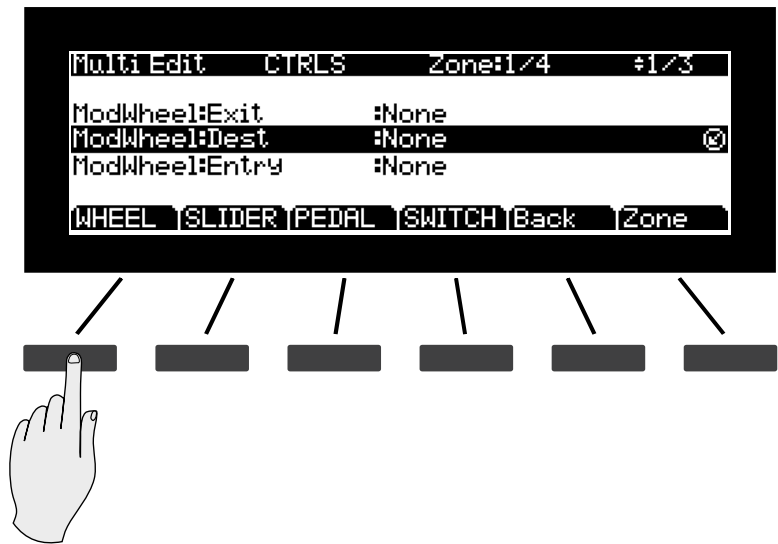 Multi Edit CTRLS Zone:1/4 ÷1/3
ModWheel:Exit :None
ModWheel:Dest :None
ModWheel:Entry :None
WHEEL SLIDER PEDAL SWITCH Back Zone